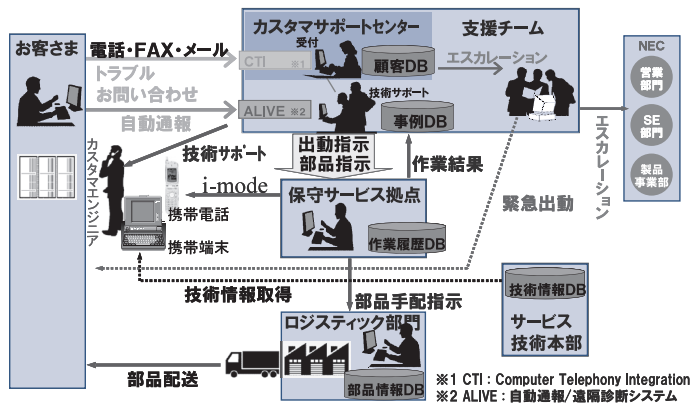 お客さま
電話・FAX・メール
トラブル
お問い合わせ
自動通報
カスタマサポートセンター
受付
CTI ※1
顧客DB
ALIVE ※2
技術サポート
事例DB
支援チーム
エスカレーション
NEC
営業
部門
SE
部門
製品
事業部
エスカレーション
技術サポート
カスタマエンジニア
出動指示
部品指示
作業結果
i-mode
携帯電話
携帯端末
保守サービス拠点
作業履歴DB
緊急出動
技術情報取得
技術情報DB
サービス
技術本部
部品手配指示
ロジスティック部門
部品情報DB
部品配送
※1 CTI : Computer Telephony Integration
※2 ALIVE : 自動通報/遠隔診断システム